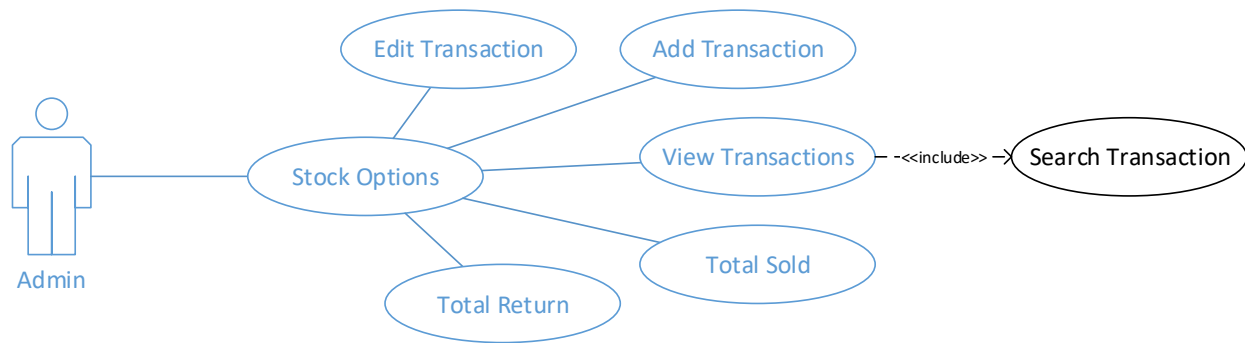 Edit Transaction
Add Transaction
View Transactions
<<include>>
Search Transaction
Stock Options
Total Sold
Admin
Total Return